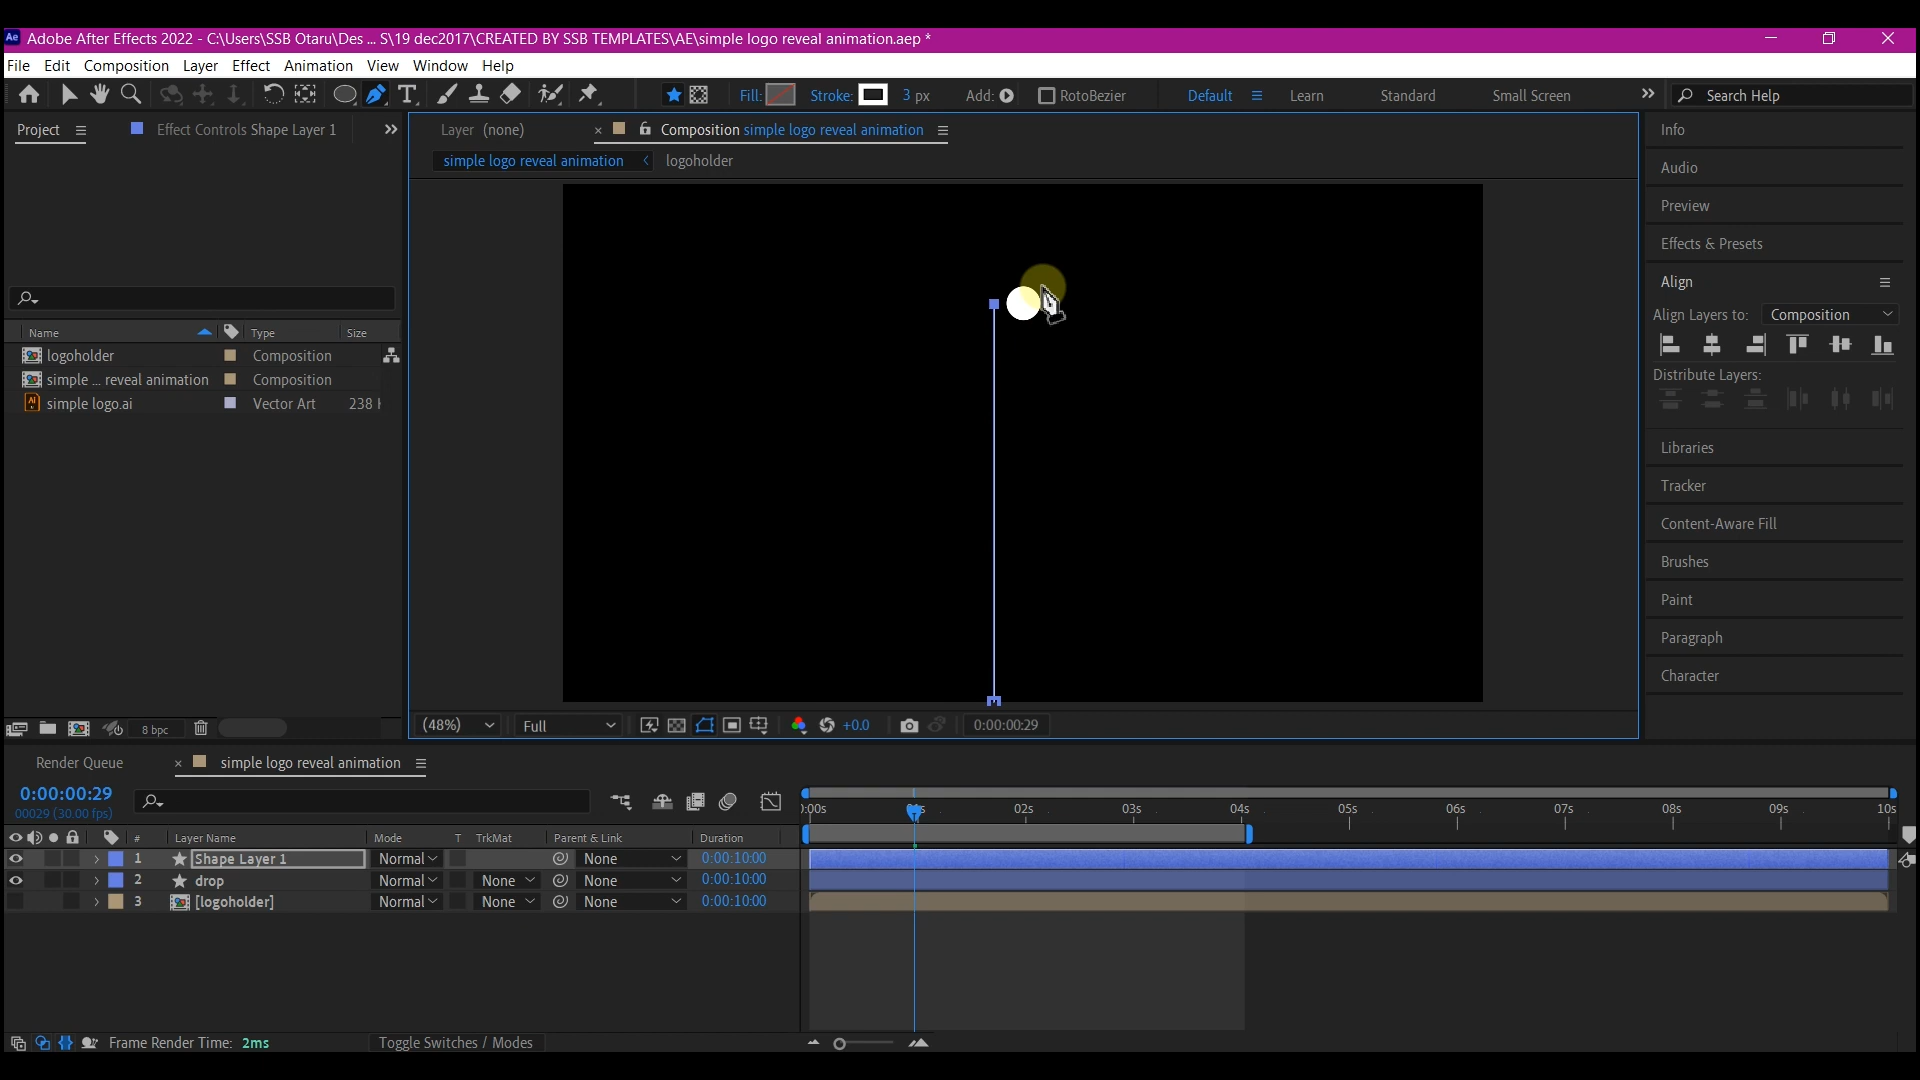 Ae Adobe After Effects 2022 - C:\Users\SSB Otaru\Des ... S\19 dec2017\CREATED BY SSB TEMPLATES\AE\simple logo reveal animation.aep *
File Edit Composition Layer Effect Animation View Window Help
Fill: Stroke: 3 px Add: RotoBezier Default Learn Standard Small Screen Search Help
Project Effect Controls Shape Layer 1
Layer (none) Composition simple logo reveal animation
simple logo reveal animation logoholder
Name Type Size
logoholder Composition
simple ... reveal animation Composition
simple logo.ai Vector Art 238
8 bpc
(48%) Full +0.0 0:00:00:29
Info
Audio
Preview
Effects & Presets
Align
Align Layers to: Composition
Distribute Layers:
Libraries
Tracker
Content-Aware Fill
Brushes
Paint
Paragraph
Character
Render Queue simple logo reveal animation
0:00:00:29
00029 (30.00 fps)
):00s 02s 03s 04s 05s 06s 07s 08s 09s 10s
# Layer Name Mode T TrkMat Parent & Link Duration
1 Shape Layer 1 Normal None 0:00:10:00
2 drop Normal None None 0:00:10:00
3 [logoholder] Normal None None 0:00:10:00
Frame Render Time: 2ms Toggle Switches / Modes